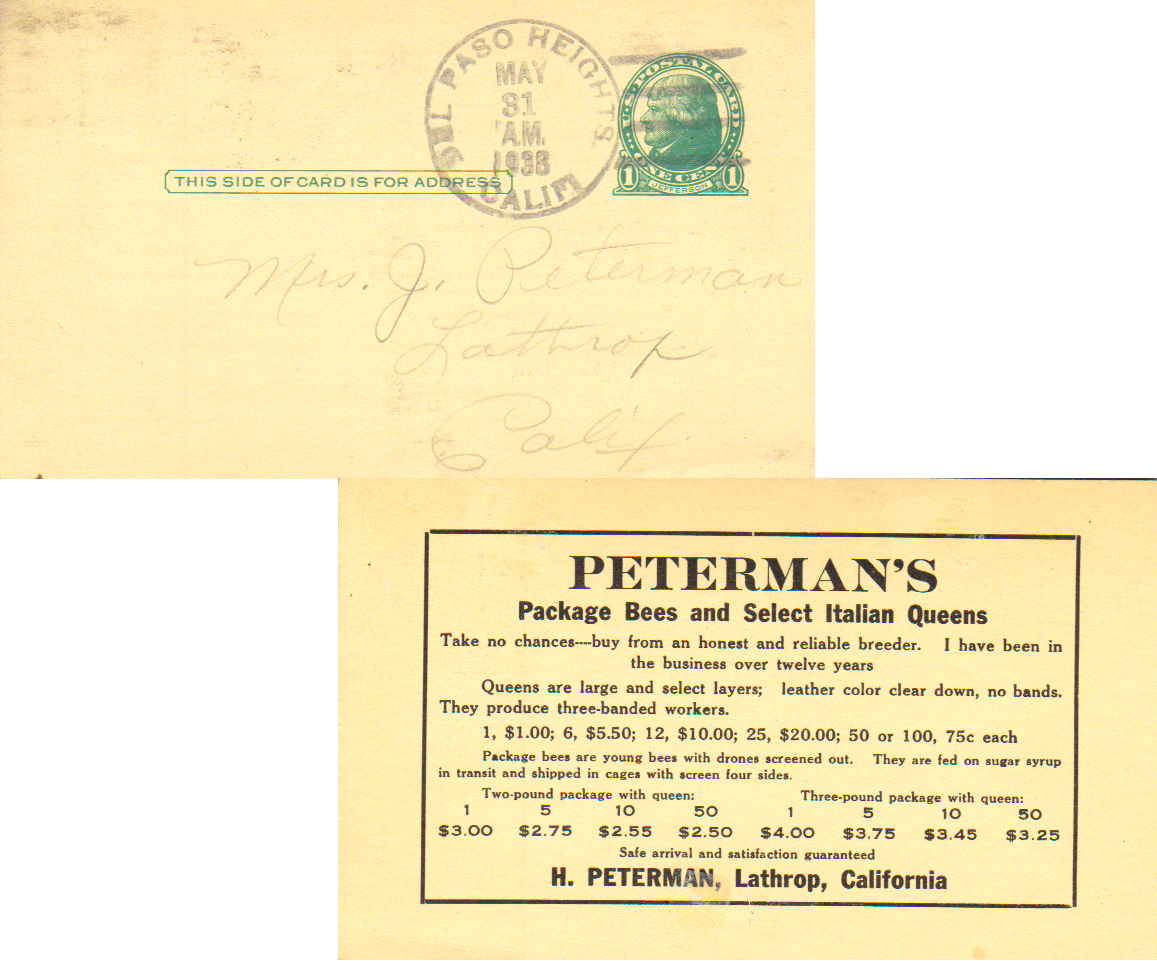 DEL PASO HEIGHTS.
MAY
31
A.M.
1938
CALIF.
U.S. POSTAL CARD
ONE CENT
1 JEFFERSON 1
THIS SIDE OF CARD IS FOR ADDRESS
Mrs. J. Peterman
Lathrop
Calif
PETERMAN'S
Package Bees and Select Italian Queens
Take no chances----buy from an honest and reliable breeder. I have been in
the business over twelve years
Queens are large and select layers; leather color clear down, no bands.
They produce three-banded workers.
1, $1.00; 6, $5.50; 12, $10.00; 25, $20.00; 50 or 100, 75c each
Package bees are young bees with drones screened out. They are fed on sugar syrup
in transit and shipped in cages with screen four sides.
Two-pound package with queen: Three-pound package with queen:
1 5 10 50 1 5 10 50
$3.00 $2.75 $2.55 $2.50 $4.00 $3.75 $3.45 $3.25
Safe arrival and satisfaction guaranteed
H. PETERMAN, Lathrop, California